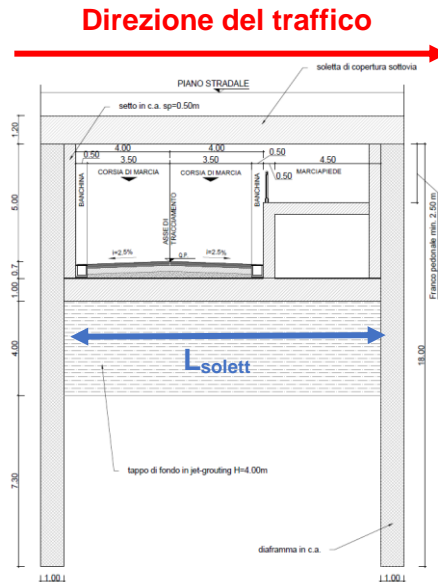 Direzione del traffico
soletta di copertura sottovia
PIANO STRADALE
setto in c.a. sp=0.50m
1.20
4.00 4.00
0.50 3.50 3.50 0.50 4.50
CORSIA DI MARCIA CORSIA DI MARCIA MARCIAPIEDE
0.50
BANCHINA
BANCHINA
ASSE DI TRACCIAMENTO
Franco pedonale min. 2.50 m
5.00
i=2.5% Q.P. i=2.5%
0.7
1.00
Lsolett
4.00
18.00
tappo di fondo in jet-grouting H=4.00m
7.30
diaframma in c.a.
1.00 1.00